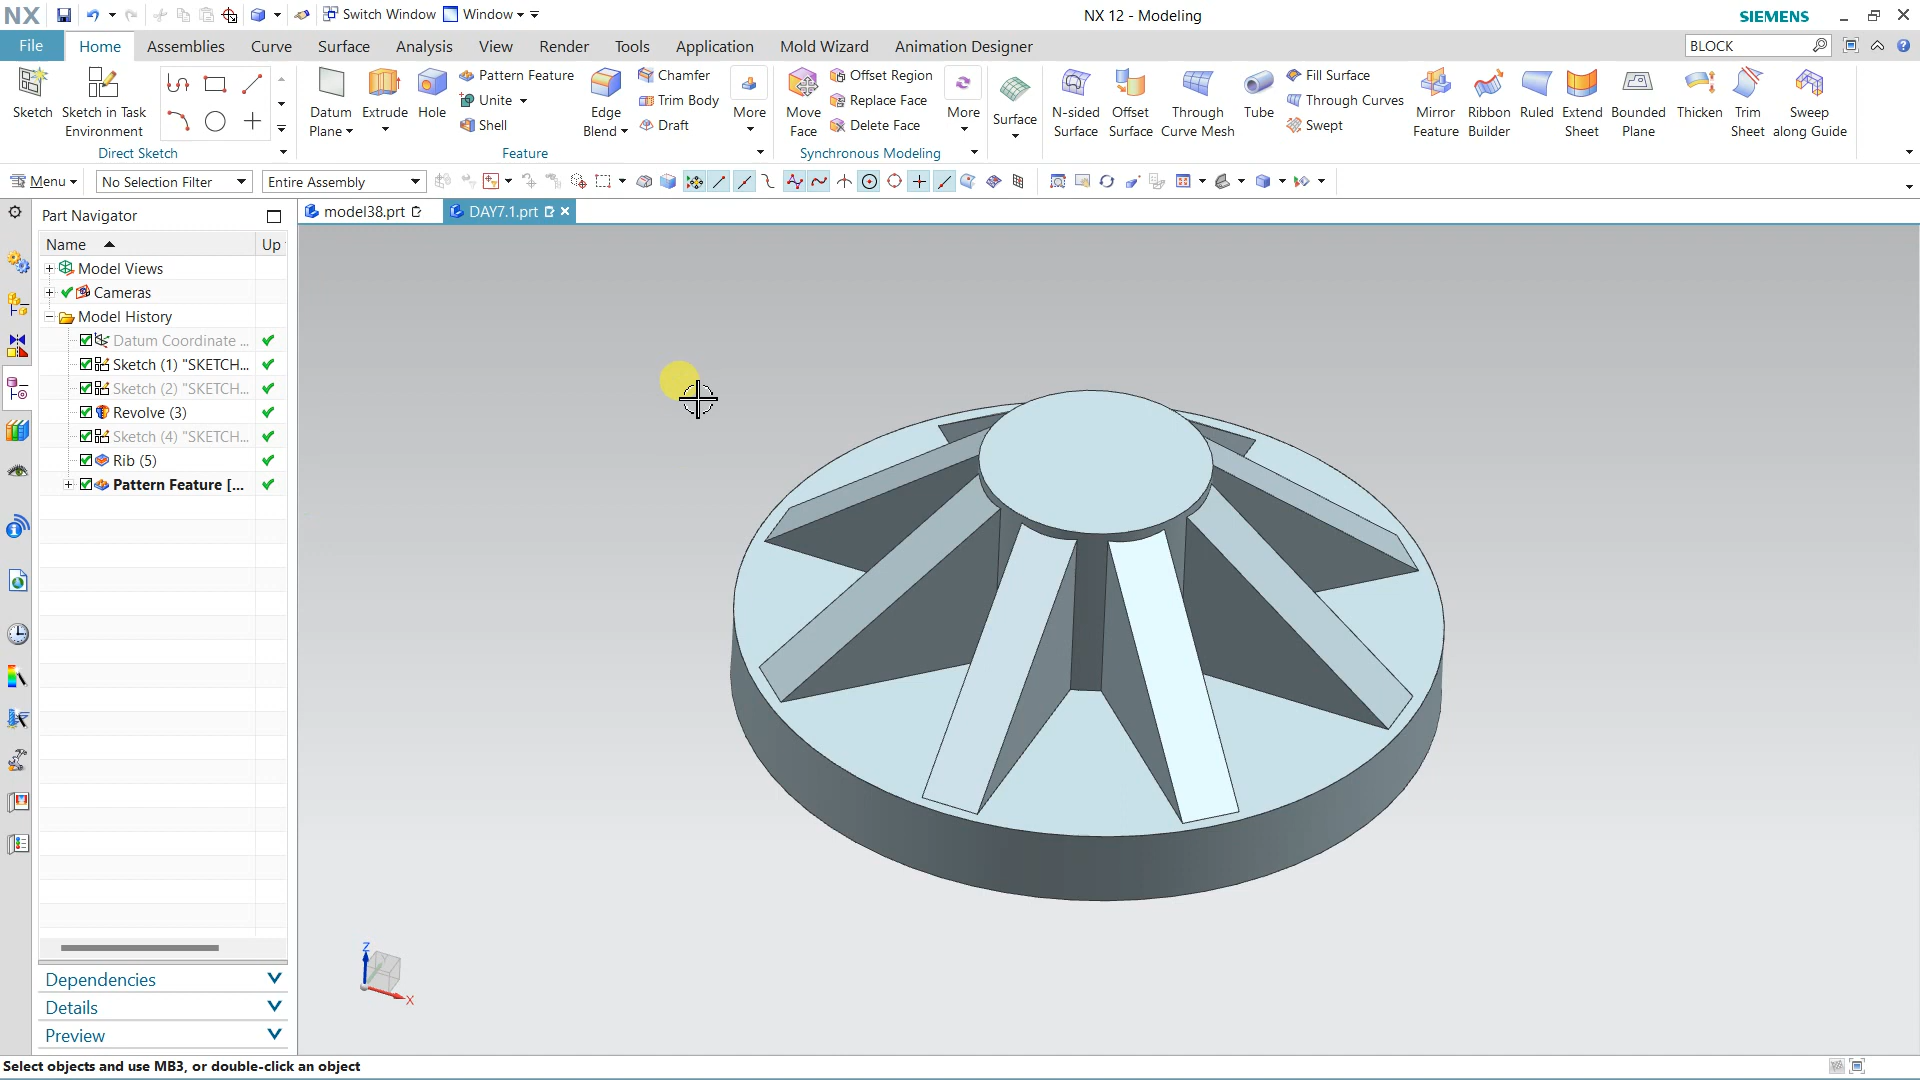 NX Switch Window Window NX 12 - Modeling SIEMENS
File Home Assemblies Curve Surface Analysis View Render Tools Application Mold Wizard Animation Designer BLOCK
Sketch
Sketch in Task Environment
Direct Sketch
Datum Plane
Extrude
Hole
Pattern Feature
Unite
Shell
Edge Blend
Chamfer
Trim Body
Draft
More
Feature
Move Face
Offset Region
Replace Face
Delete Face
More
Synchronous Modeling
Surface
N-sided Surface
Offset Surface
Through Curve Mesh
Tube
Fill Surface
Through Curves
Swept
Mirror Feature
Ribbon Builder
Ruled
Extend Sheet
Bounded Plane
Thicken
Trim Sheet
Sweep along Guide
Menu No Selection Filter Entire Assembly
Part Navigator
model38.prt DAY7.1.prt
Name Up
Model Views
Cameras
Model History
Datum Coordinate ...
Sketch (1) "SKETCH...
Sketch (2) "SKETCH...
Revolve (3)
Sketch (4) "SKETCH...
Rib (5)
Pattern Feature [...
Z
X
Dependencies
Details
Preview
Select objects and use MB3, or double-click an object